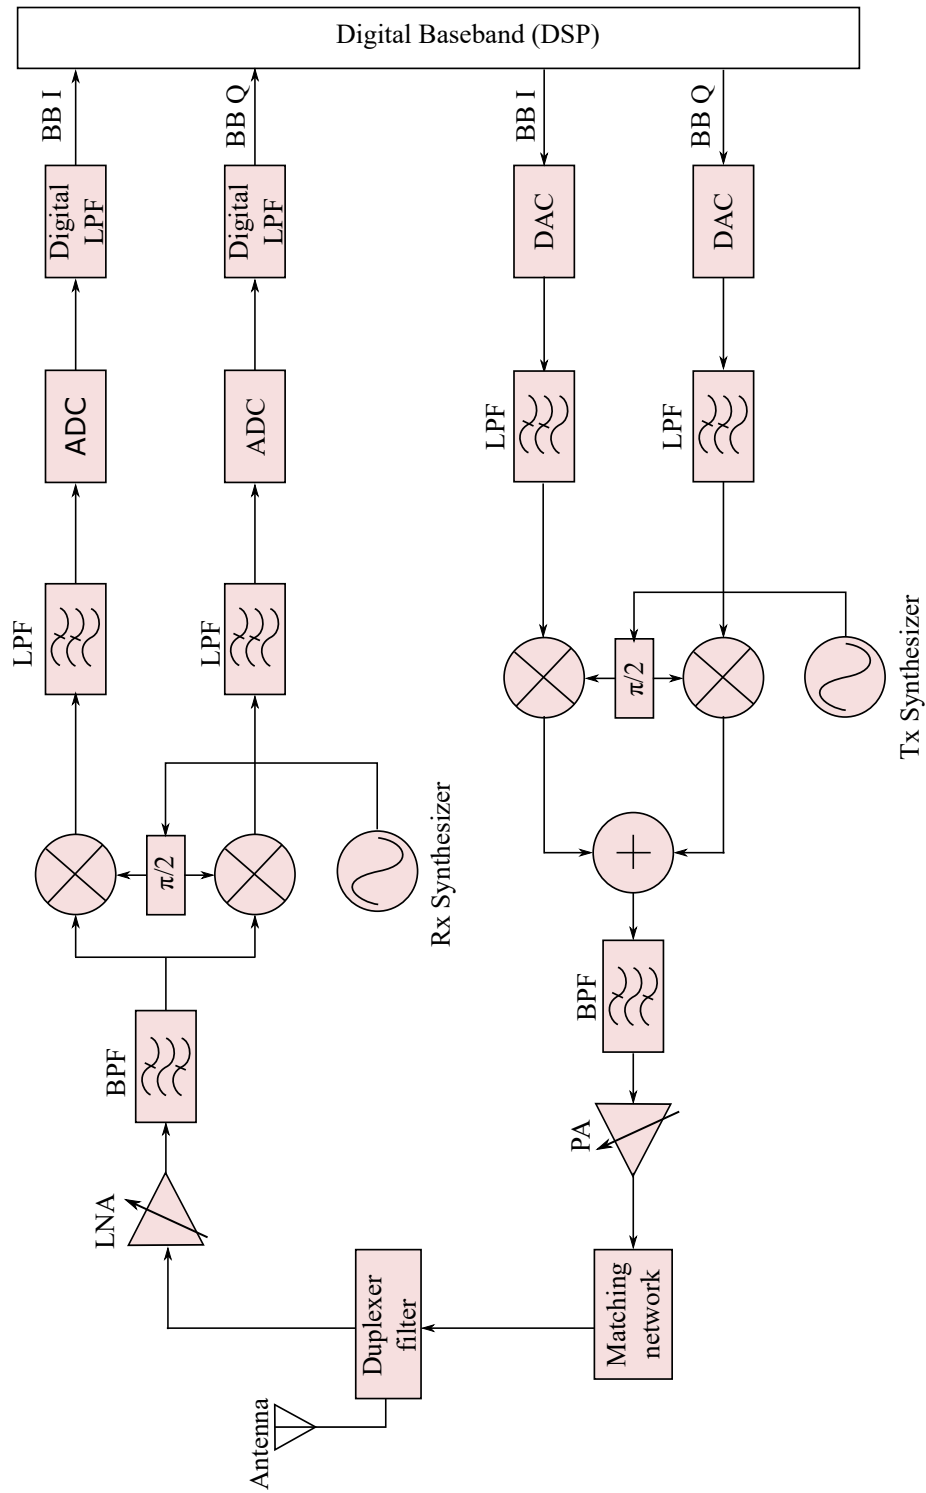 Digital Baseband (DSP)
BB I
BB Q
BB I
BB Q
Digital
LPF
Digital
LPF
DAC
DAC
ADC
ADC
LPF
LPF
LPF
LPF
π/2
Tx Synthesizer
π/2
Rx Synthesizer
BPF
BPF
LNA
PA
Duplexer
filter
Matching
network
Antenna